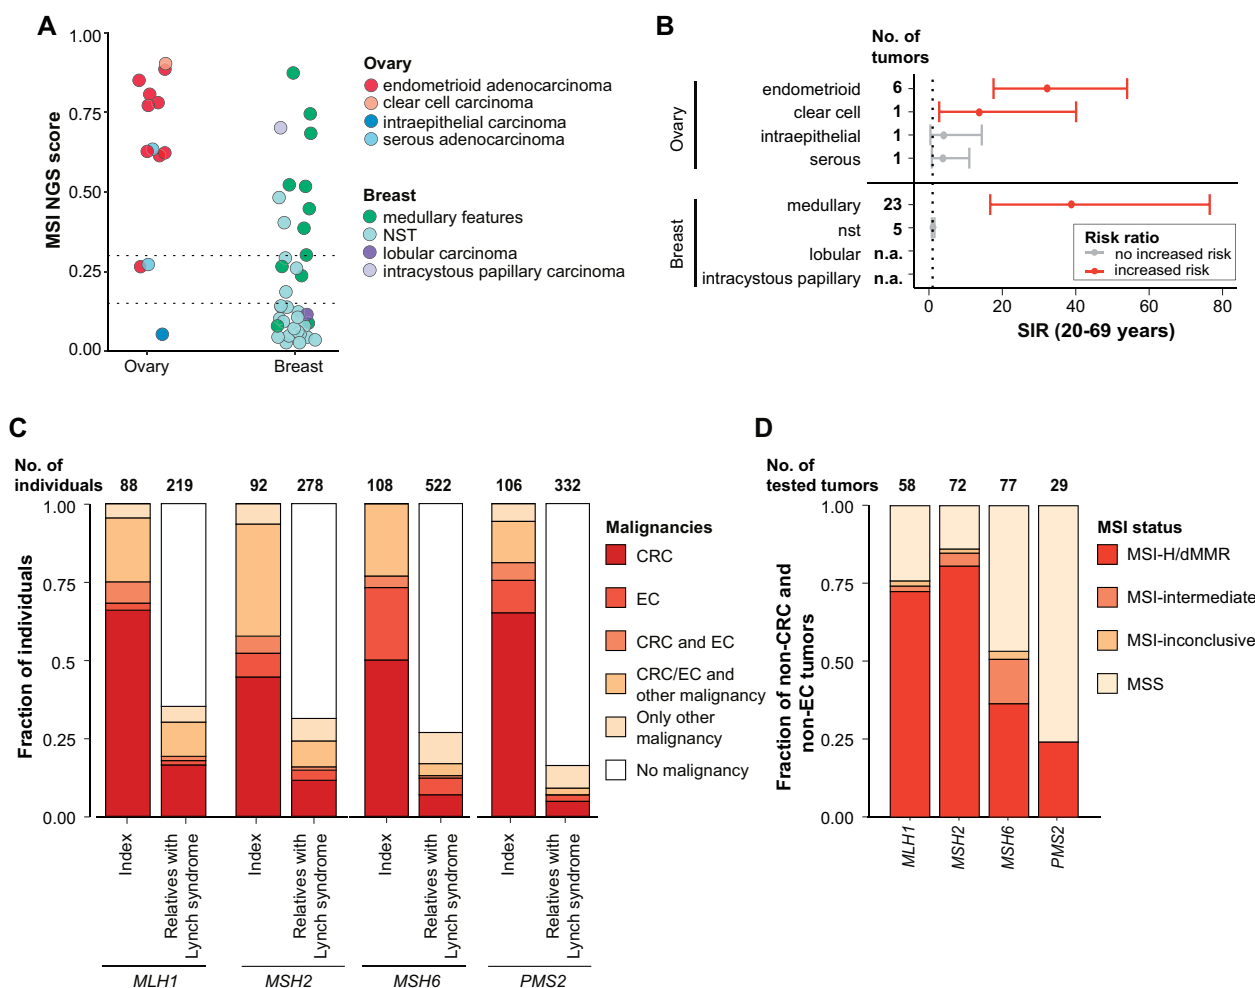 A
1.00
0.75
0.50
0.25
0.00
MSI NGS score
Ovary
Breast
Ovary
endometrioid adenocarcinoma
clear cell carcinoma
intraepithelial carcinoma
serous adenocarcinoma
Breast
medullary features
NST
lobular carcinoma
intracystous papillary carcinoma
B
No. of
tumors
Ovary
endometrioid 6
clear cell 1
intraepithelial 1
serous 1
Breast
medullary 23
nst 5
lobular n.a.
intracystous papillary n.a.
Risk ratio
no increased risk
increased risk
0 20 40 60 80
SIR (20-69 years)
C
No. of
individuals 88 219 92 278 108 522 106 332
1.00
0.75
0.5
0.25
0.00
Fraction of individuals
Index
Relatives with
Lynch syndrome
Index
Relatives with
Lynch syndrome
Index
Relatives with
Lynch syndrome
Index
Relatives with
Lynch syndrome
MLH1 MSH2 MSH6 PMS2
Malignancies
CRC
EC
CRC and EC
CRC/EC and
other malignancy
Only other
malignancy
No malignancy
D
No. of
tested tumors 58 72 77 29
1.00
0.75
0.50
0.25
0.00
Fraction of non-CRC and
non-EC tumors
MLH1
MSH2
MSH6
PMS2
MSI status
MSI-H/dMMR
MSI-intermediate
MSI-inconclusive
MSS